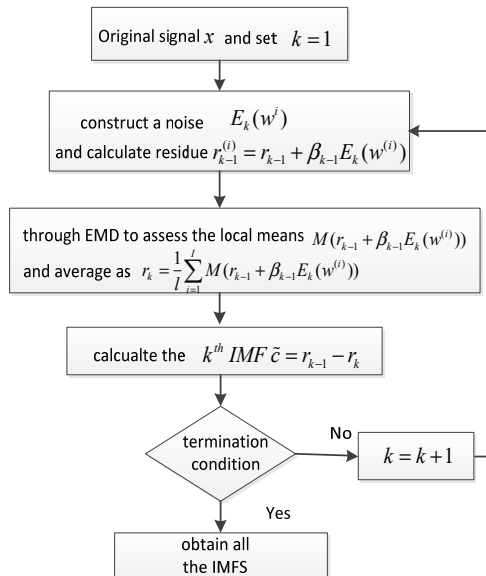 Original signal x and set k = 1
construct a noise E_k(w^i)
and calculate residue r_{k-1}^{(i)} = r_{k-1} + β_{k-1}E_k(w^{(i)})
through EMD to assess the local means M(r_{k-1} + β_{k-1}E_k(w^{(i)}))
and average as r_k = \frac{1}{l}\sum_{i=1}^{I} M(r_{k-1} + β_{k-1}E_k(w^{(i)}))
calcualte the k^{th} IMF c̃ = r_{k-1} − r_k
termination
condition
No
k = k+1
Yes
obtain all
the IMFS